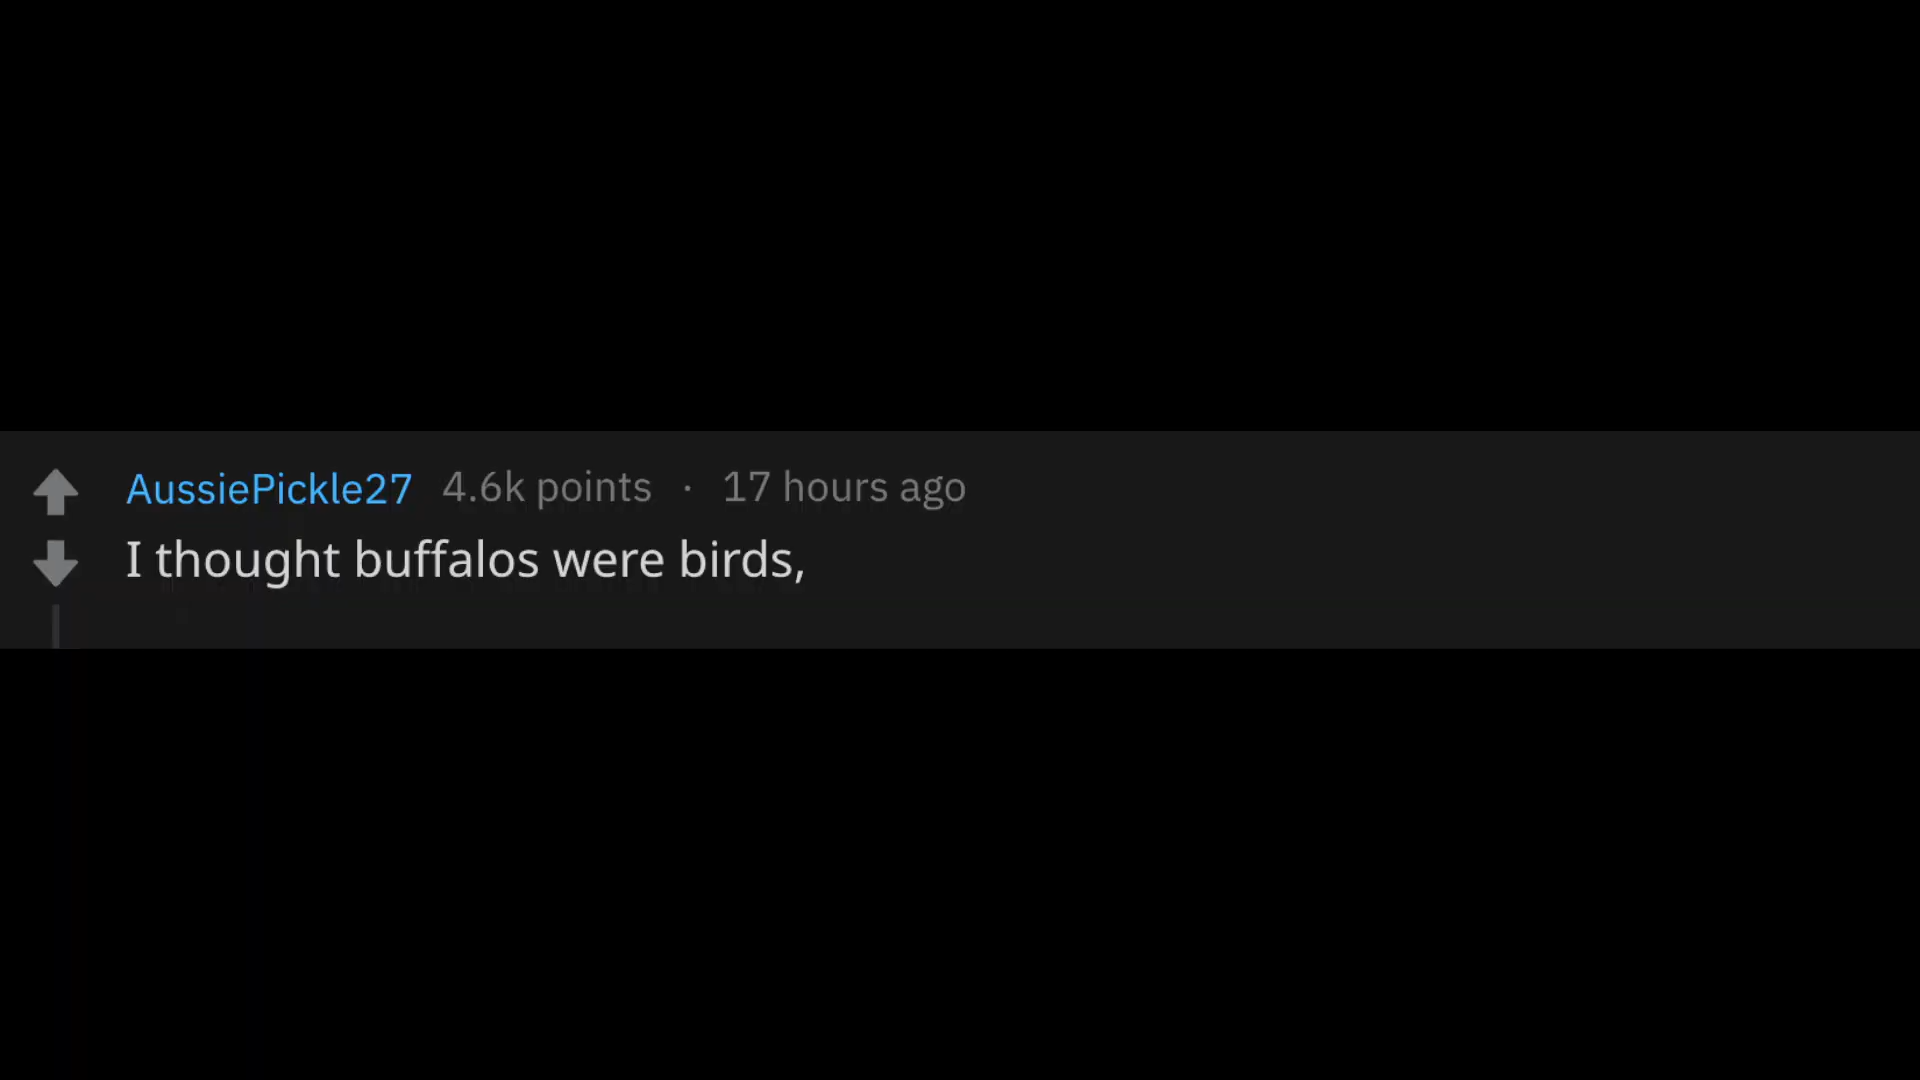 AussiePickle27 4.6k points · 17 hours ago
I thought buffalos were birds,